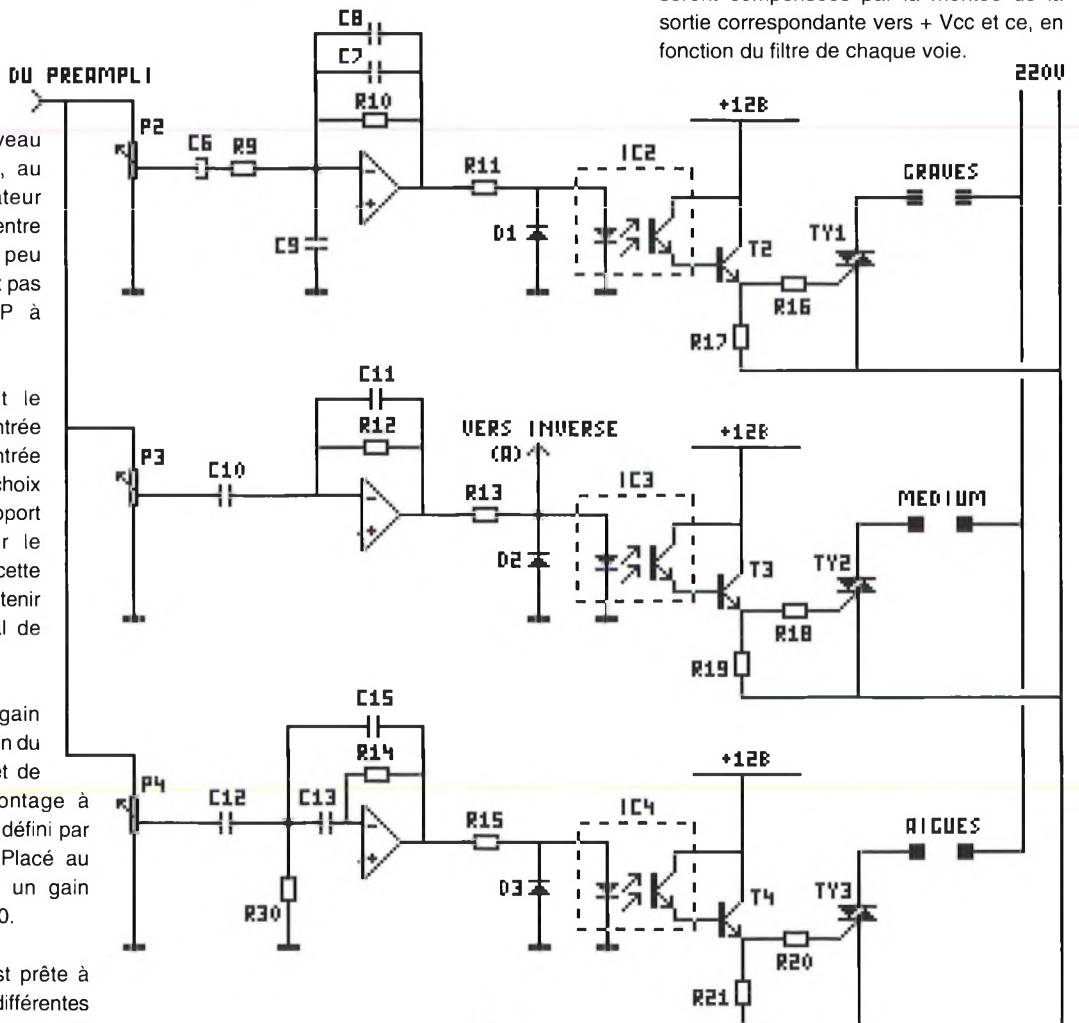 seront compensées par la montée de la
sortie correspondante vers + Vcc et ce, en
fonction du filtre de chaque voie.
DU PREAMPLI
220V
P2
C6
R9
C8
C7
R10
C9
R11
D1
IC2
+12B
T2
R16
R17
TY1
GRAVES
veau
, au
ateur
entre
peu
t pas
P à
t le
ntrée
ntrée
choix
pport
r le
cette
tenir
al de
P3
C10
C11
R12
R13
VERS INVERSE
(A)
D2
IC3
+12B
T3
R18
R19
TY2
MEDIUM
gain
n du
et de
ontage à
défini par
Placé au
un gain
0.
st prête à
différentes
P4
C12
C13
C15
R14
R30
R15
D3
IC4
+12B
T4
R20
R21
TY3
AIGUES